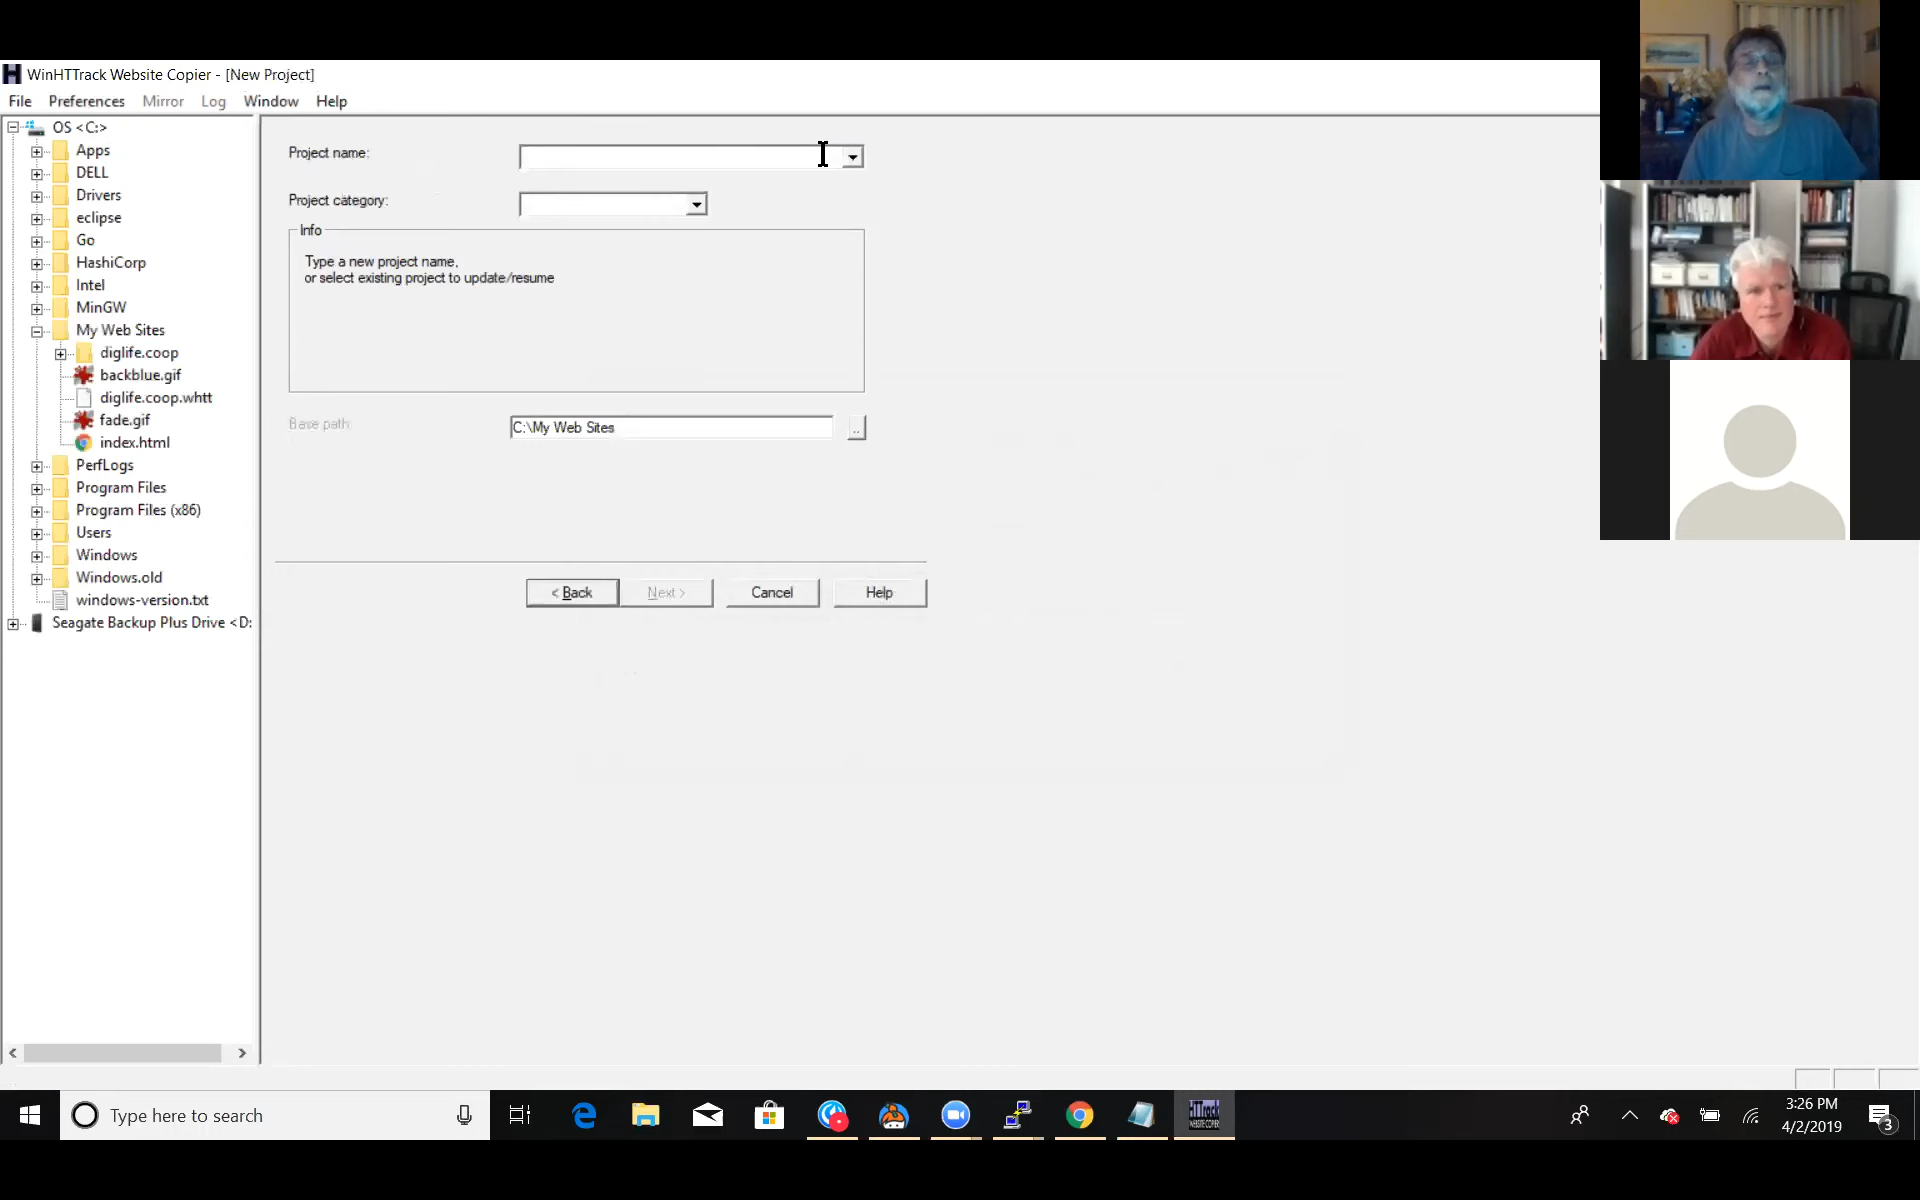 WinHTTrack Website Copier - [New Project]
File Preferences Mirror Log Window Help
OS <C:>
Apps
DELL
Drivers
eclipse
Go
HashiCorp
Intel
MinGW
My Web Sites
diglife.coop
backblue.gif
diglife.coop.whtt
fade.gif
index.html
PerfLogs
Program Files
Program Files (x86)
Users
Windows
Windows.old
windows-version.txt
Seagate Backup Plus Drive <D:
Project name:
Project category:
Info
Type a new project name,
or select existing project to update/resume
Base path:
C:\My Web Sites
..
< Back Next > Cancel Help
Type here to search
HTTrack
WEBSITE COPIER
3:26 PM
4/2/2019
3